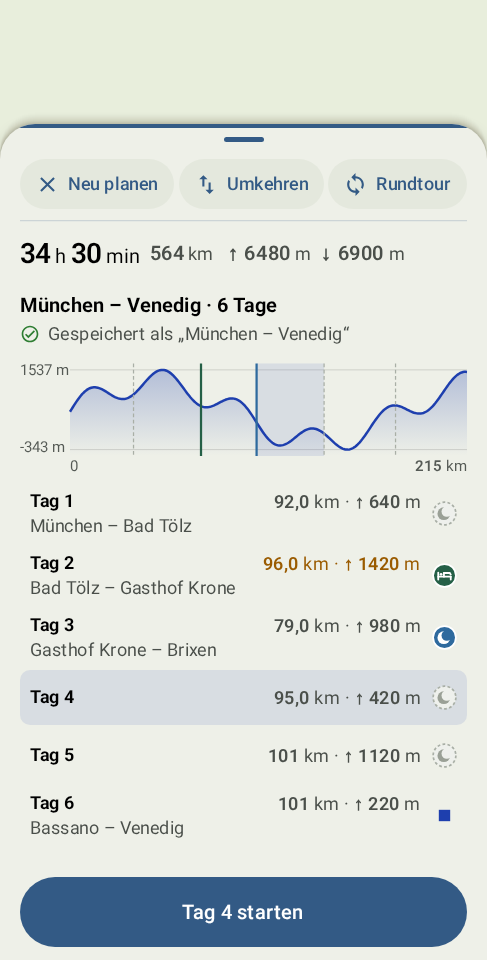 Neu planen Umkehren Rundtour
34 h 30 min 564 km ↑ 6480 m ↓ 6900 m
München – Venedig · 6 Tage
Gespeichert als „München – Venedig“
1537 m
-343 m
0 215 km
Tag 1 92,0 km · ↑ 640 m
München – Bad Tölz
Tag 2 96,0 km · ↑ 1420 m
Bad Tölz – Gasthof Krone
Tag 3 79,0 km · ↑ 980 m
Gasthof Krone – Brixen
Tag 4 95,0 km · ↑ 420 m
Tag 5 101 km · ↑ 1120 m
Tag 6 101 km · ↑ 220 m
Bassano – Venedig
Tag 4 starten